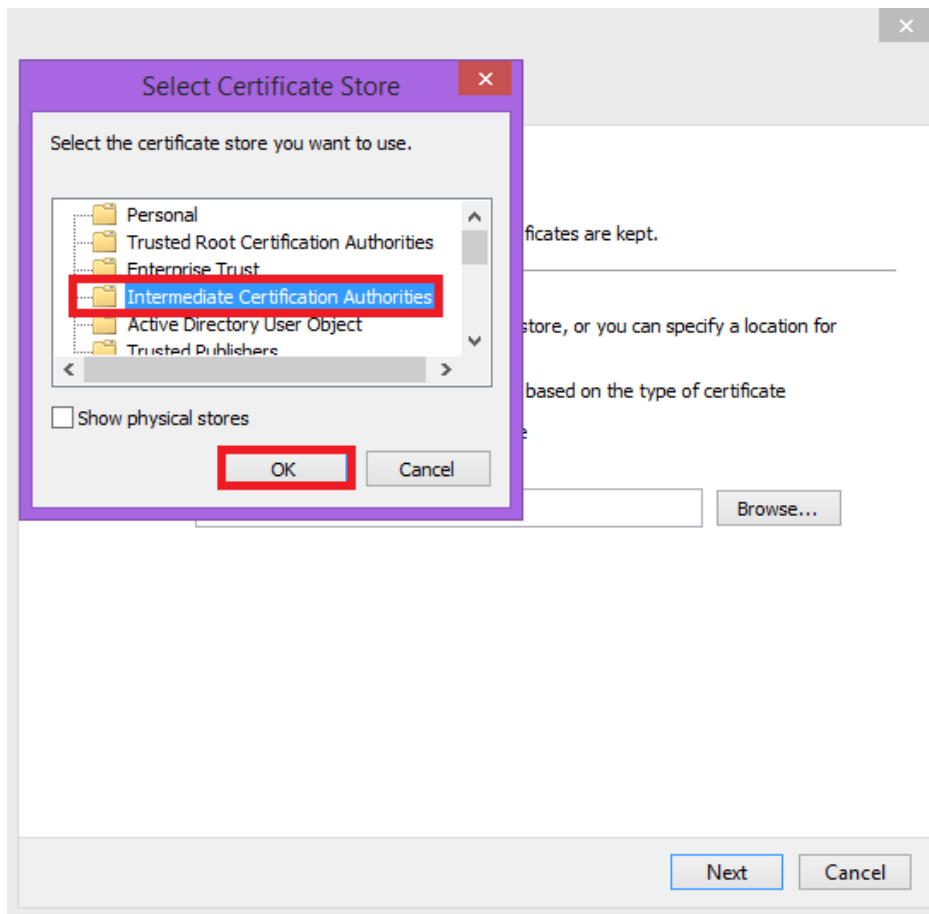 Select Certificate Store
Select the certificate store you want to use.
Personal
Trusted Root Certification Authorities
Enterprise Trust
Intermediate Certification Authorities
Active Directory User Object
Trusted Publishers
Show physical stores
OK
Cancel
ficates are kept.
store, or you can specify a location for
based on the type of certificate
Browse...
Next
Cancel